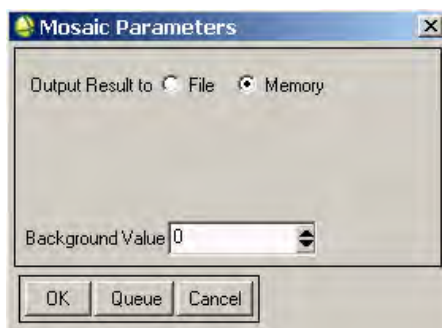 Mosaic Parameters
Output Result to File Memory
Background Value 0
OK Queue Cancel